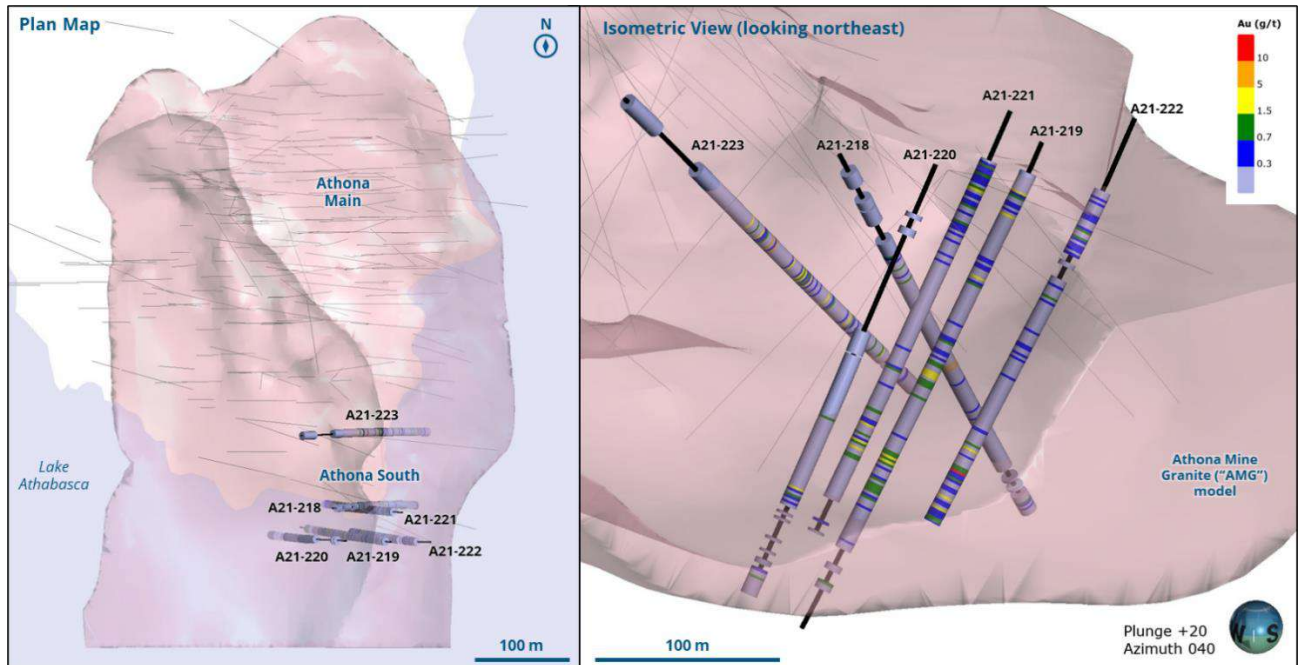 Plan Map
N
Athona
Main
A21-223
Lake
Athabasca
Athona South
A21-218
A21-221
A21-220
A21-219
A21-222
100 m
Isometric View (looking northeast)
Au (g/t)
10
5
1.5
0.7
0.3
A21-221
A21-222
A21-219
A21-223
A21-218
A21-220
Athona Mine
Granite ("AMG")
model
100 m
Plunge +20
Azimuth 040
W S